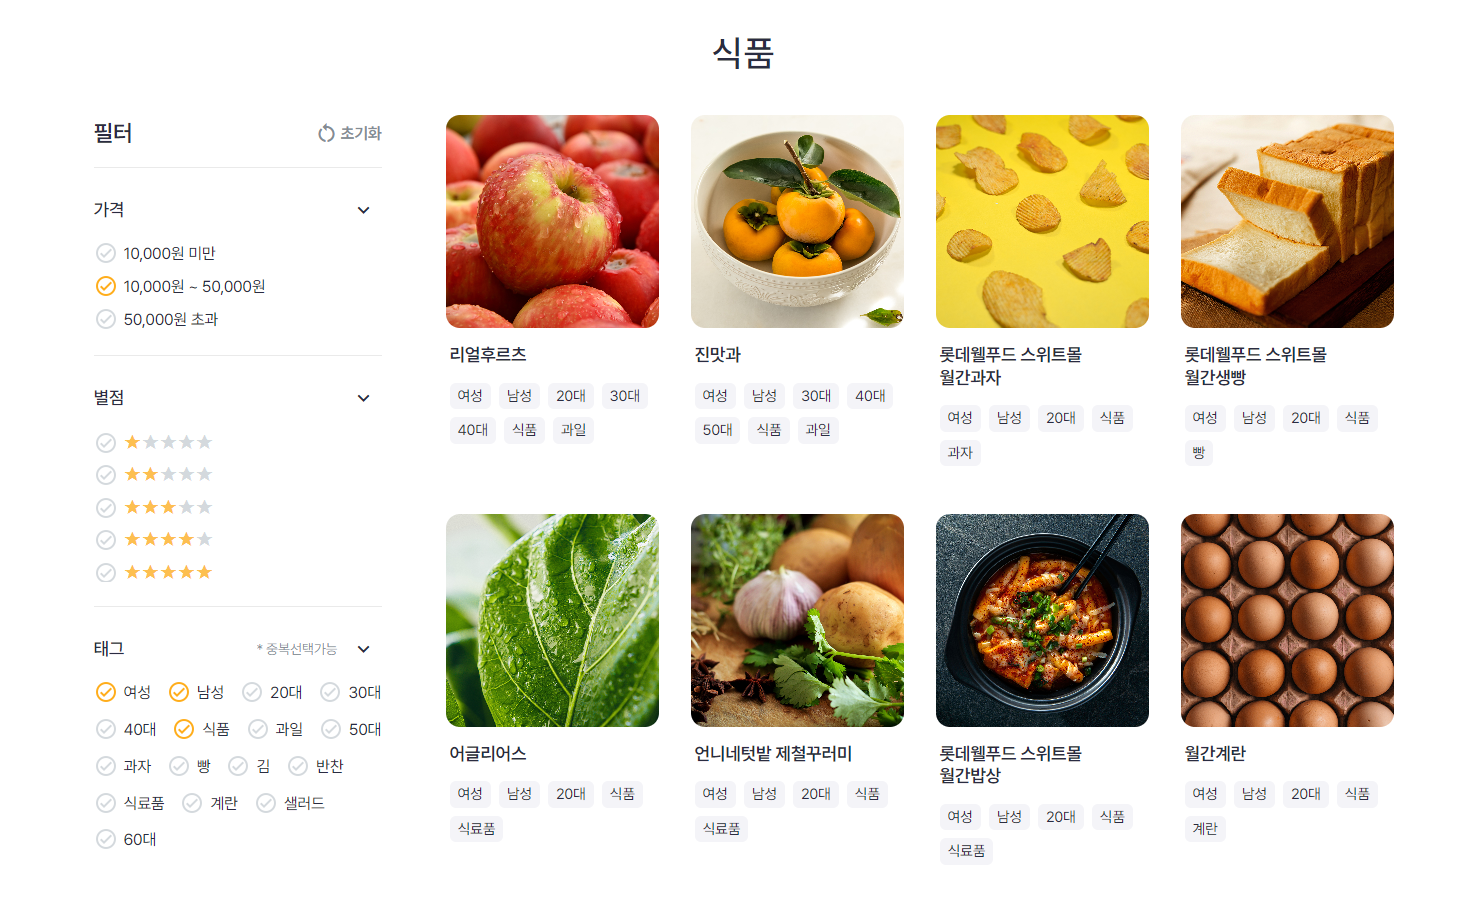 식품
필터
초기화
가격
10,000원 미만
10,000원 ~ 50,000원
50,000원 초과
별점
태그
* 중복선택가능
여성 남성 20대 30대
40대 식품 과일 50대
과자 빵 김 반찬
식료품 계란 샐러드
60대
리얼후르츠
여성 남성 20대 30대
40대 식품 과일
진맛과
여성 남성 30대 40대
50대 식품 과일
롯데웰푸드 스위트몰
월간과자
여성 남성 20대 식품
과자
롯데웰푸드 스위트몰
월간생빵
여성 남성 20대 식품
빵
어글리어스
여성 남성 20대 식품
식료품
언니네텃밭 제철꾸러미
여성 남성 20대 식품
식료품
롯데웰푸드 스위트몰
월간밥상
여성 남성 20대 식품
식료품
월간계란
여성 남성 20대 식품
계란